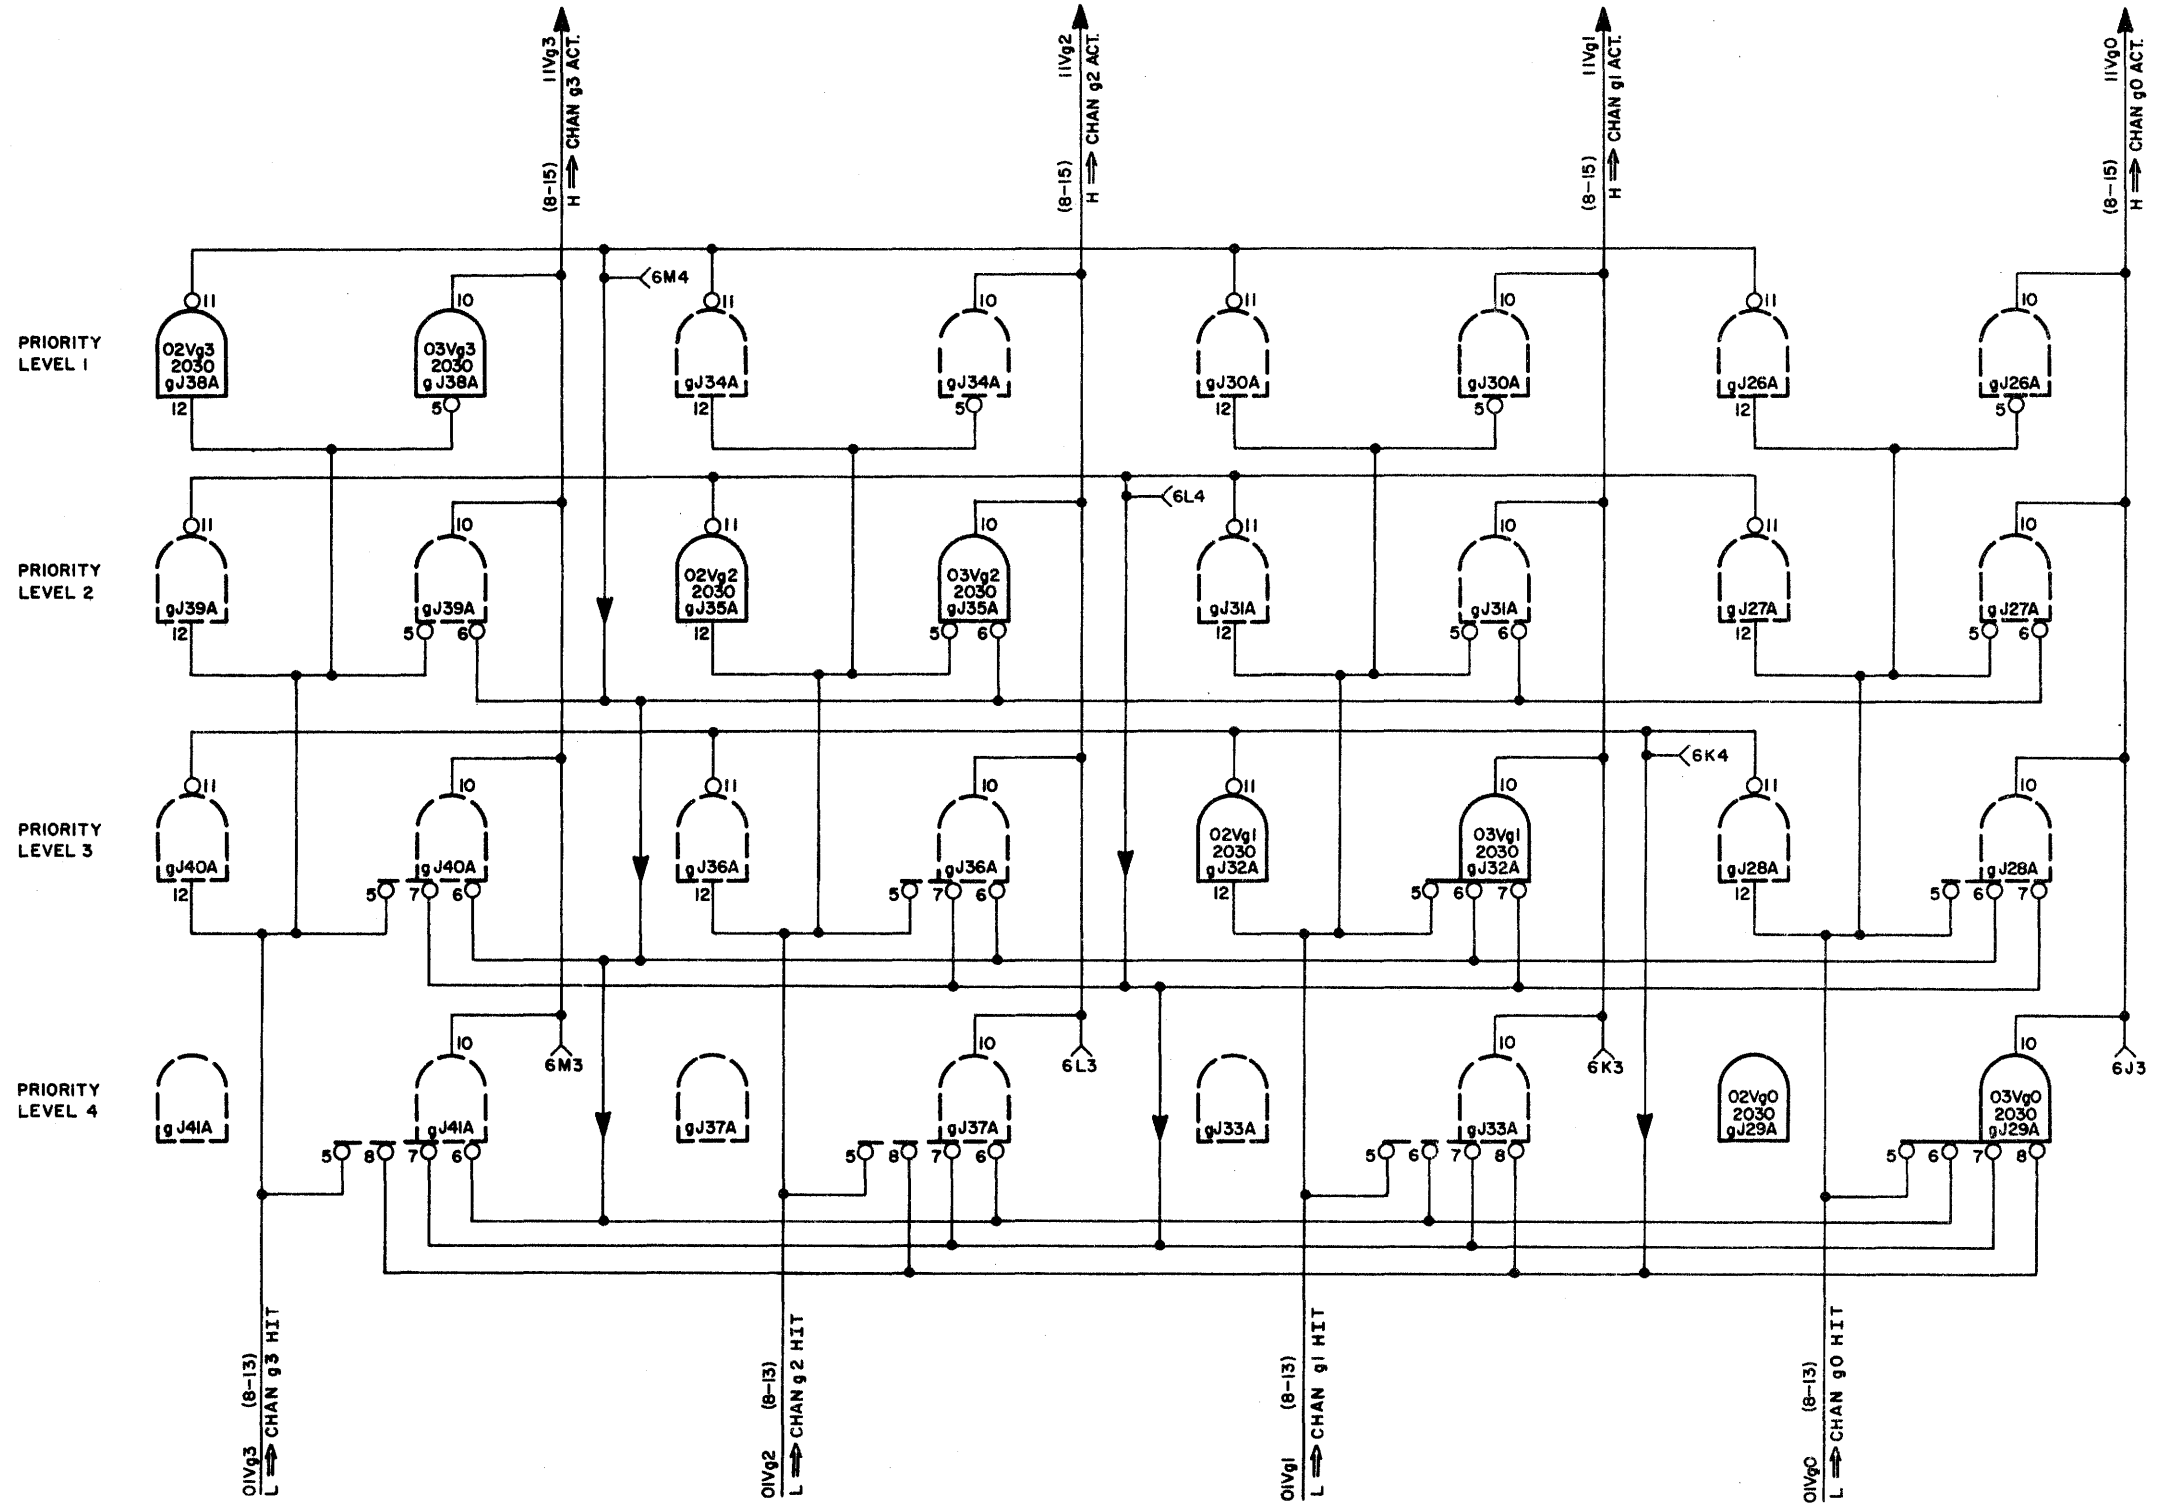 11Vg3
(8-15)
H ⇒ CHAN g3 ACT.
11Vg2
(8-15)
H ⇒ CHAN g2 ACT.
11Vg1
(8-15)
H ⇒ CHAN g1 ACT.
11Vg0
(8-15)
H ⇒ CHAN g0 ACT.
6M4
11 10 11 10 11 10 11 10
PRIORITY
LEVEL 1
02Vg3
2030
gJ38A
03Vg3
2030
gJ38A
gJ34A
gJ34A
gJ30A
gJ30A
gJ26A
gJ26A
12 5 12 5 12 5 12 5
6L4
11 10 11 10 11 10 11 10
PRIORITY
LEVEL 2
gJ39A
gJ39A
02Vg2
2030
gJ35A
03Vg2
2030
gJ35A
gJ31A
gJ31A
gJ27A
gJ27A
12 5 6 12 5 6 12 5 6 12 5 6
6K4
11 10 11 10 11 10 11 10
PRIORITY
LEVEL 3
gJ40A
gJ40A
gJ36A
gJ36A
02Vg1
2030
gJ32A
03Vg1
2030
gJ32A
gJ28A
gJ28A
12 5 7 6 12 5 7 6 12 5 6 7 12 5 6 7
10 10 10 10
6M3
6L3
6K3
6J3
PRIORITY
LEVEL 4
gJ41A
gJ41A
gJ37A
gJ37A
gJ33A
gJ33A
02Vg0
2030
gJ29A
03Vg0
2030
gJ29A
5 8 7 6 5 8 7 6 5 6 7 8 5 6 7 8
01Vg3
(8-13)
L ⇒ CHAN g3 HIT
01Vg2
(8-13)
L ⇒ CHAN g2 HIT
01Vg1
(8-13)
L ⇒ CHAN g1 HIT
01Vg0
(8-13)
L ⇒ CHAN g0 HIT